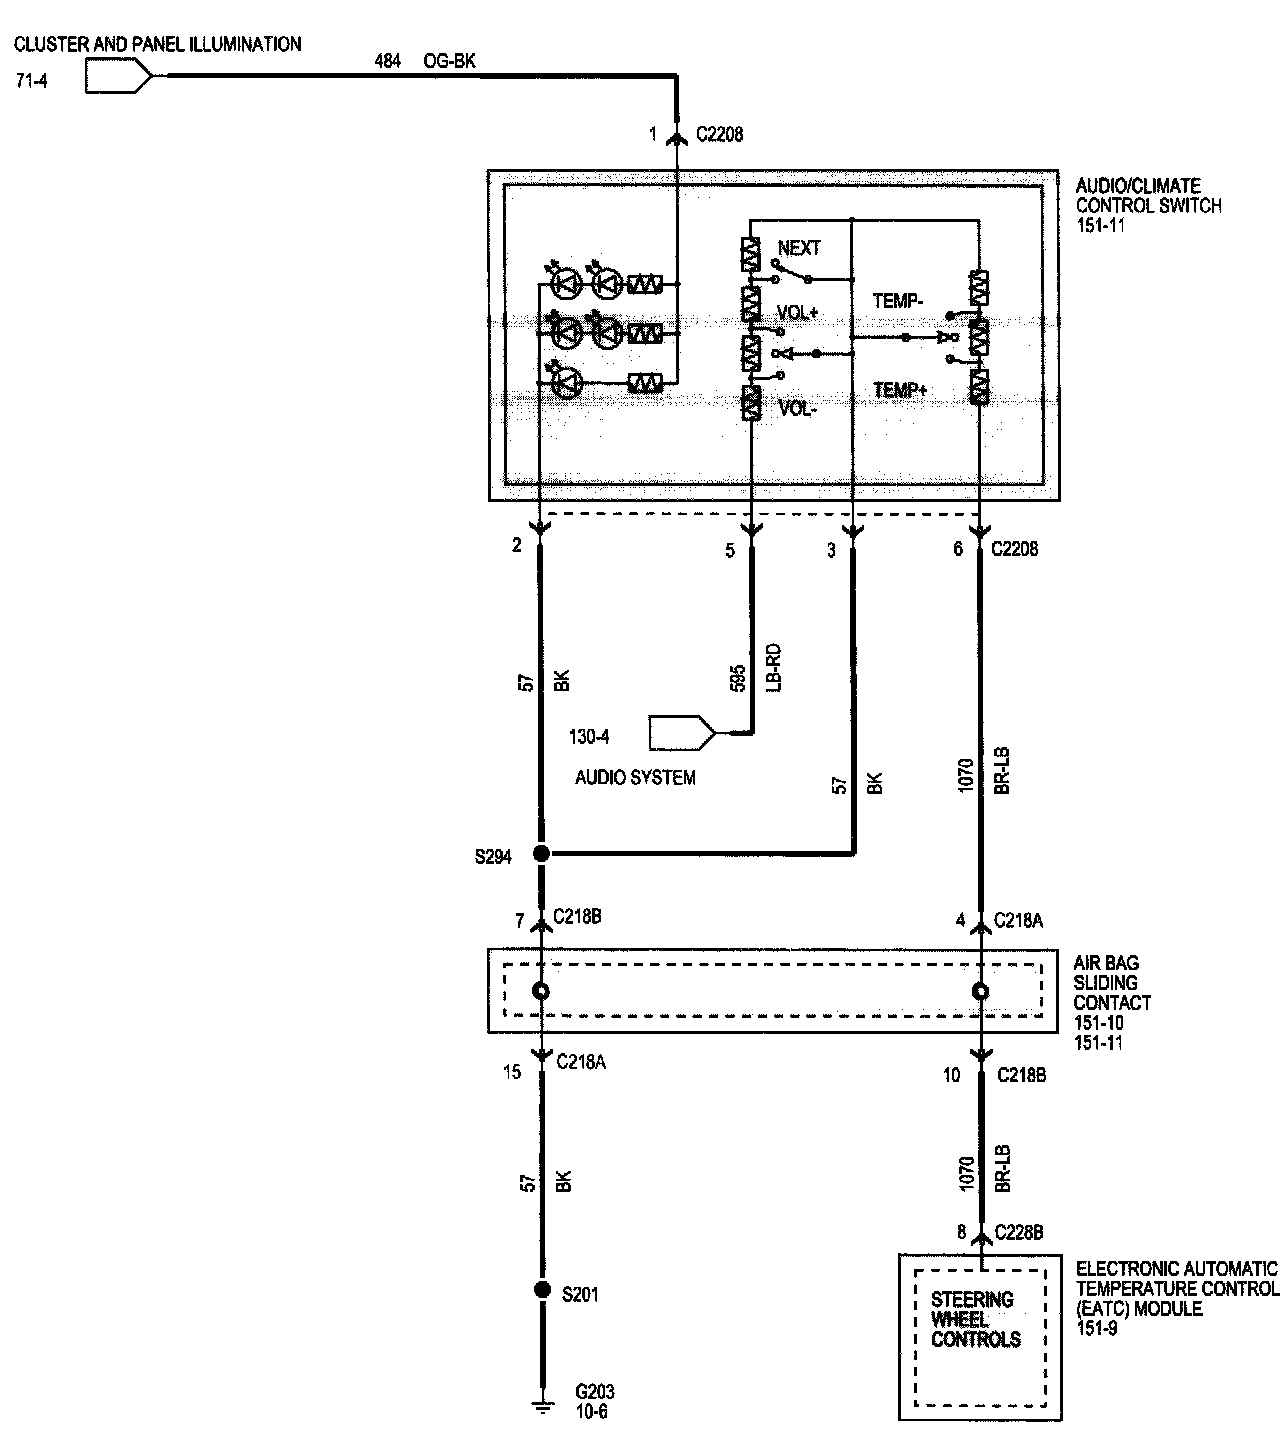 CLUSTER AND PANEL ILLUMINATION
71-4
484 OG-BK
1 C2208
AUDIO/CLIMATE
CONTROL SWITCH
151-11
NEXT
VOL+
VOL-
TEMP-
TEMP+
2
5
3
6 C2208
57 BK
595 LB-RD
130-4
AUDIO SYSTEM
57 BK
1070 BR-LB
S294
7 C218B
4 C218A
AIR BAG
SLIDING
CONTACT
151-10
151-11
15 C218A
10 C218B
57 BK
1070 BR-LB
8 C228B
S201
STEERING
WHEEL
CONTROLS
ELECTRONIC AUTOMATIC
TEMPERATURE CONTROL
(EATC) MODULE
151-9
G203
10-6